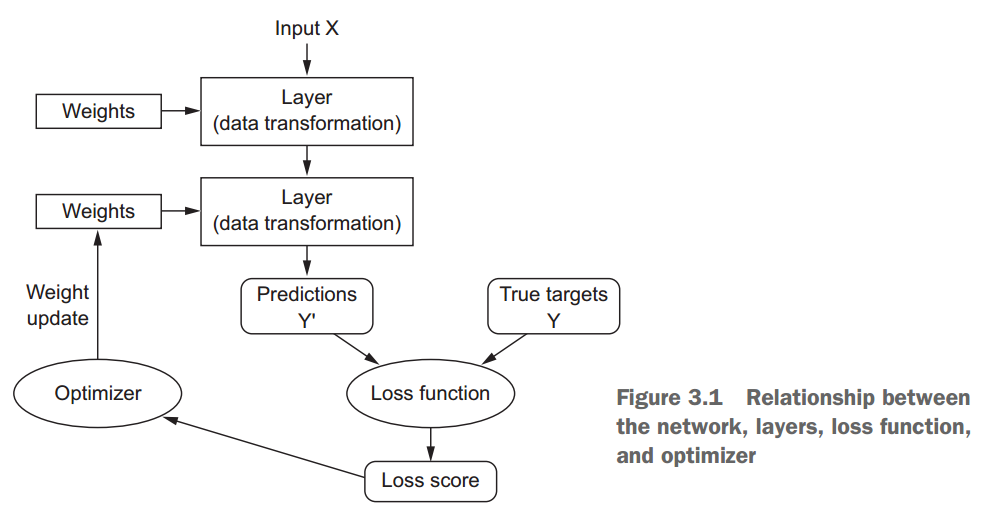 Input X
Layer
(data transformation)
Weights
Layer
(data transformation)
Weights
Weight
update
Predictions
Y'
True targets
Y
Optimizer
Loss function
Loss score
Figure 3.1 Relationship between
the network, layers, loss function,
and optimizer